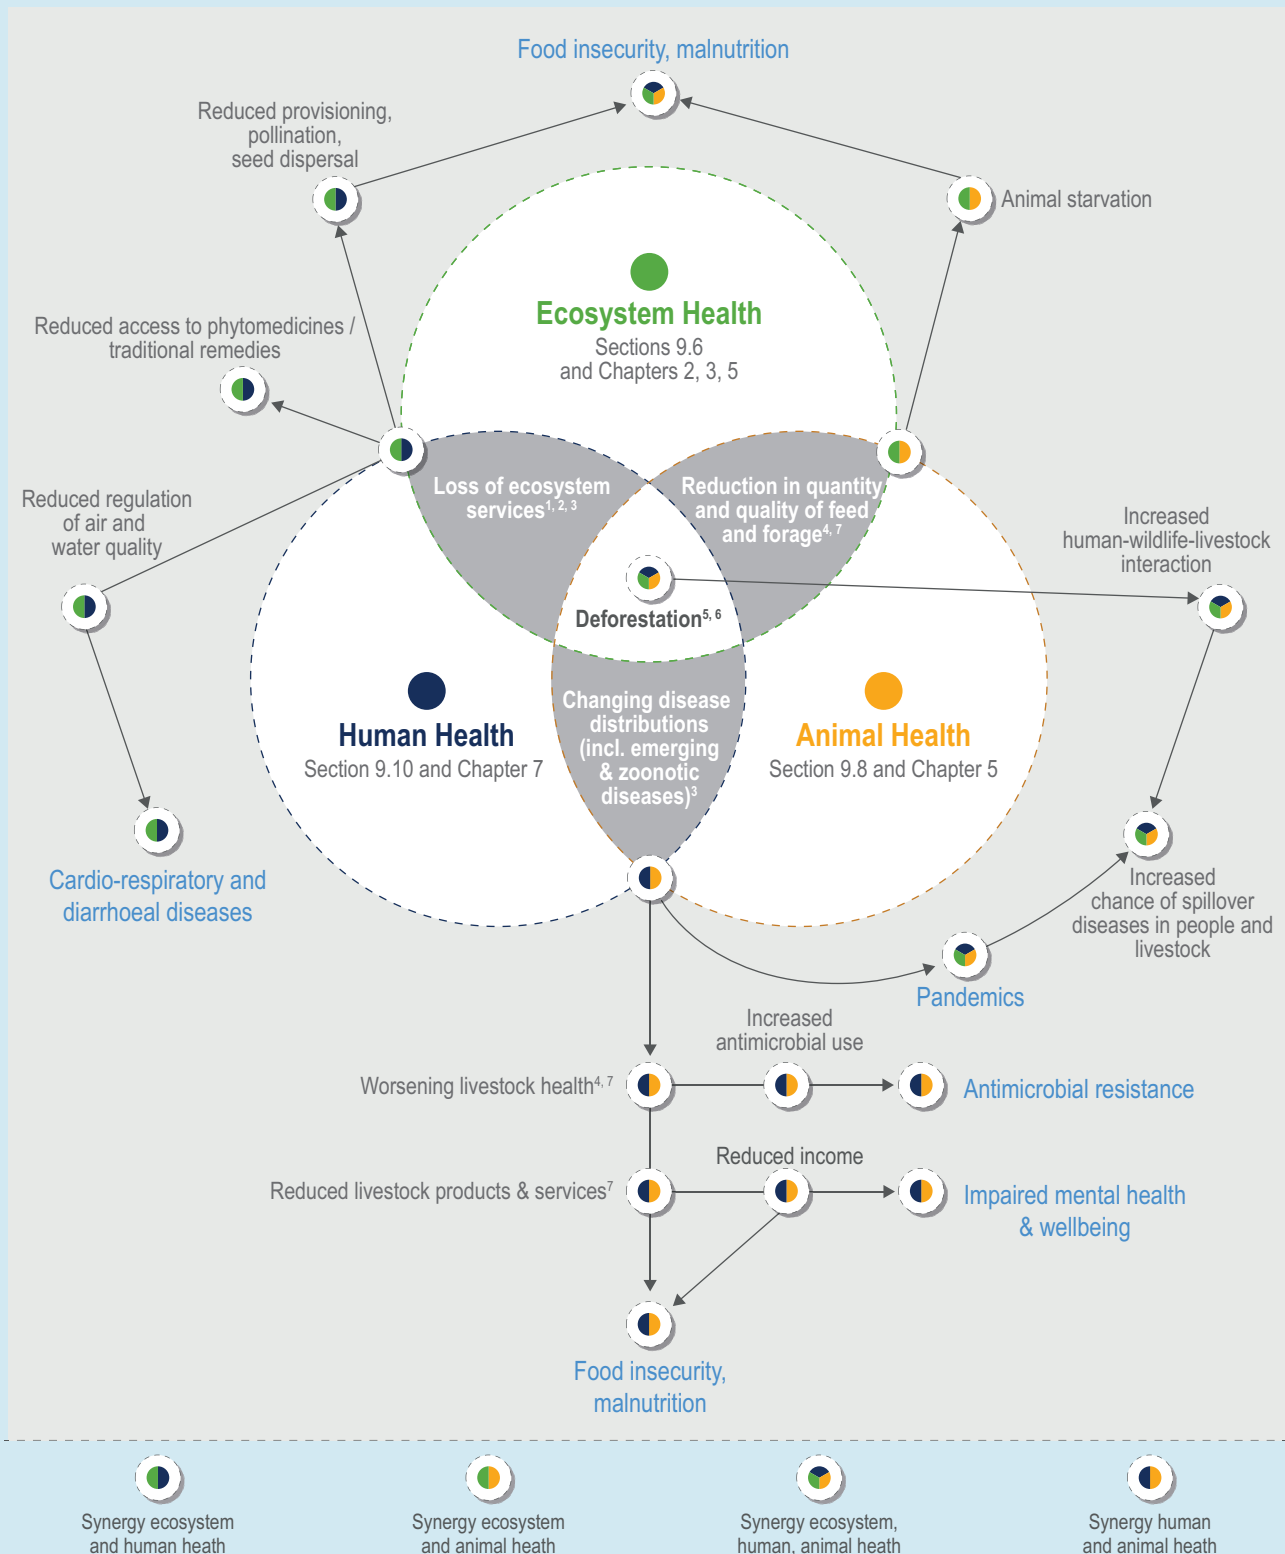 Food insecurity, malnutrition
Reduced provisioning,
pollination,
seed dispersal
Animal starvation
Ecosystem Health
Sections 9.6
and Chapters 2, 3, 5
Reduced access to phytomedicines /
traditional remedies
Loss of ecosystem
services1, 2, 3
Reduction in quantity
and quality of feed
and forage4, 7
Reduced regulation
of air and
water quality
Increased
human-wildlife-livestock
interaction
Deforestation5, 6
Human Health
Section 9.10 and Chapter 7
Changing disease
distributions
(incl. emerging
& zoonotic
diseases)3
Animal Health
Section 9.8 and Chapter 5
Cardio-respiratory and
diarrhoeal diseases
Increased
chance of spillover
diseases in people and
livestock
Pandemics
Increased
antimicrobial use
Worsening livestock health4, 7
Antimicrobial resistance
Reduced income
Reduced livestock products & services7
Impaired mental health
& wellbeing
Food insecurity,
malnutrition
Synergy ecosystem
and human heath
Synergy ecosystem
and animal heath
Synergy ecosystem,
human, animal heath
Synergy human
and animal heath